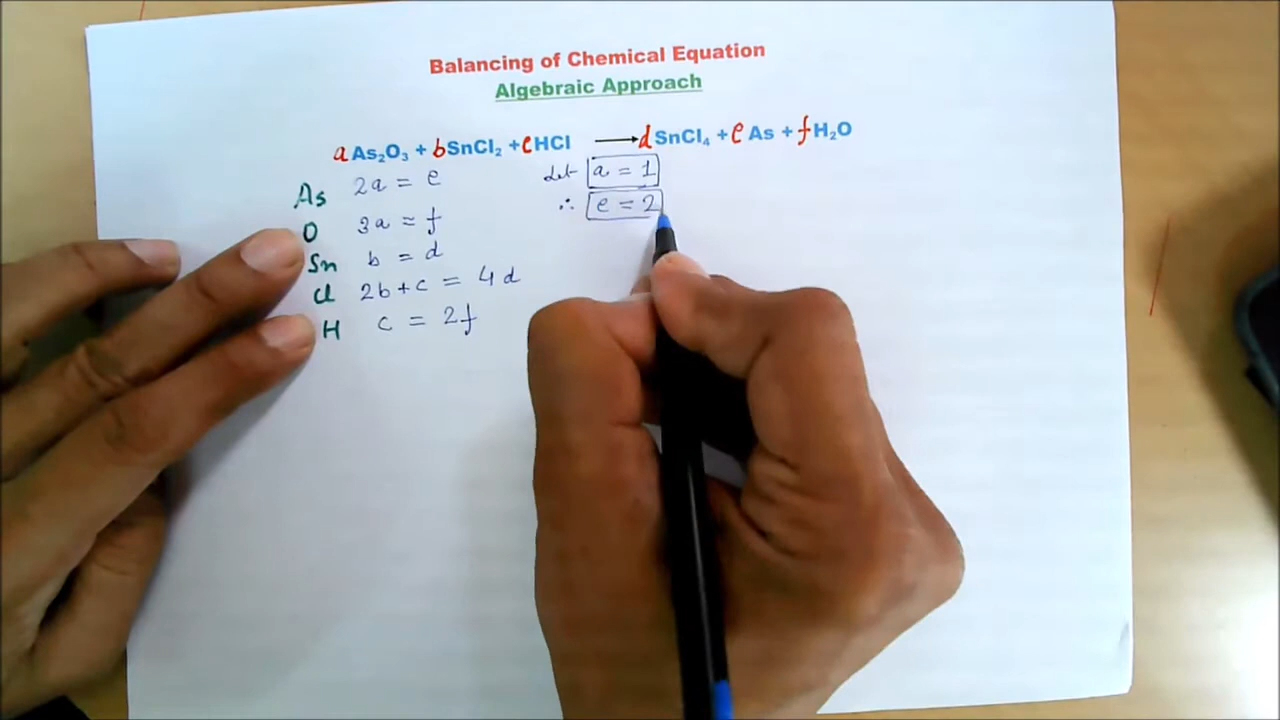 Balancing of Chemical Equation
Algebraic Approach
a As₂O₃ + b SnCl₂ + c HCl ⟶ d SnCl₄ + e As + f H₂O
As 2a = e
O 3a = f
Sn b = d
Cl 2b + c = 4d
H c = 2f
let a = 1
∴ e = 2